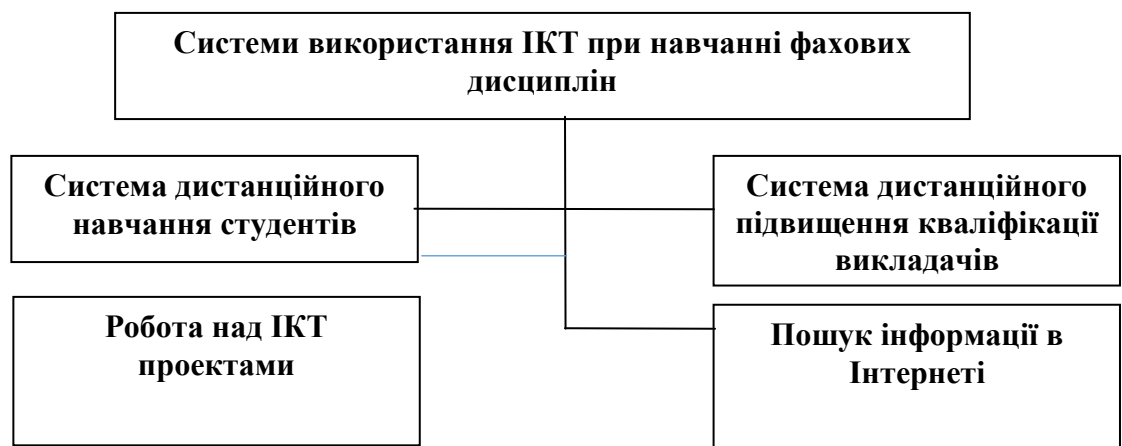 Системи використання ІКТ при навчанні фахових
дисциплін
Система дистанційного
навчання студентів
Система дистанційного
підвищення кваліфікації
викладачів
Робота над ІКТ
проектами
Пошук інформації в
Інтернеті